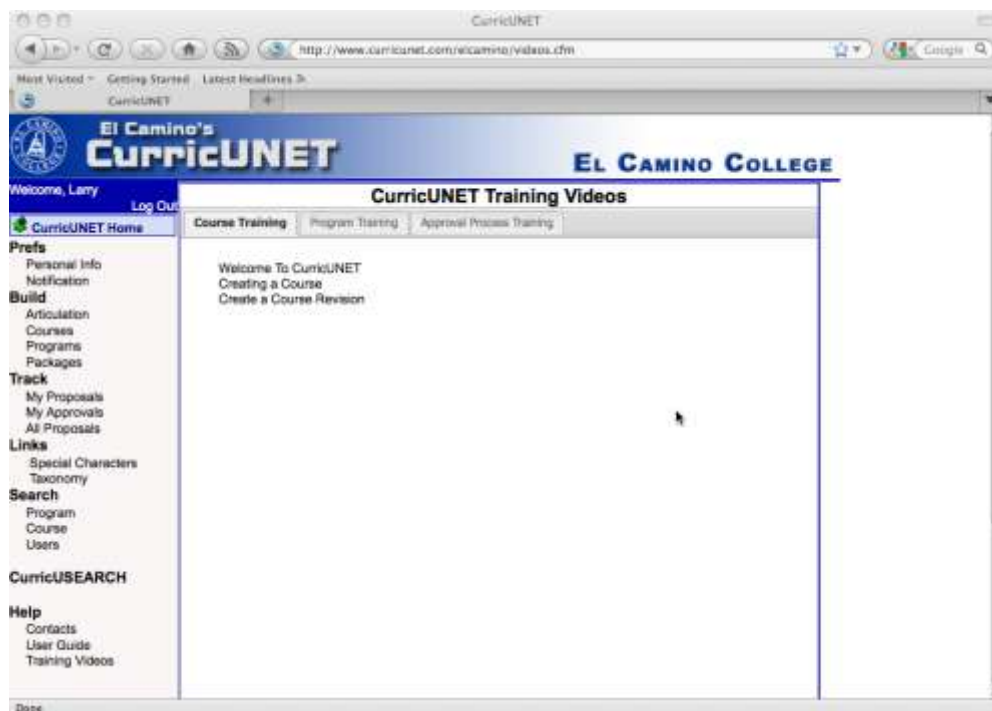 CurricUNET
http://www.curricunet.com/elcamino/videos.cfm
Google
Most Visited
Getting Started
Latest Headlines
CurricUNET
El Camino's
CurricUNET
EL CAMINO COLLEGE
Welcome, Larry
Log Out
CurricUNET Home
Prefs
Personal Info
Notification
Build
Articulation
Courses
Programs
Packages
Track
My Proposals
My Approvals
All Proposals
Links
Special Characters
Taxonomy
Search
Program
Course
Users
CurricUSEARCH
Help
Contacts
User Guide
Training Videos
CurricUNET Training Videos
Course Training
Program Training
Approval Process Training
Welcome To CurricUNET
Creating a Course
Create a Course Revision
Done